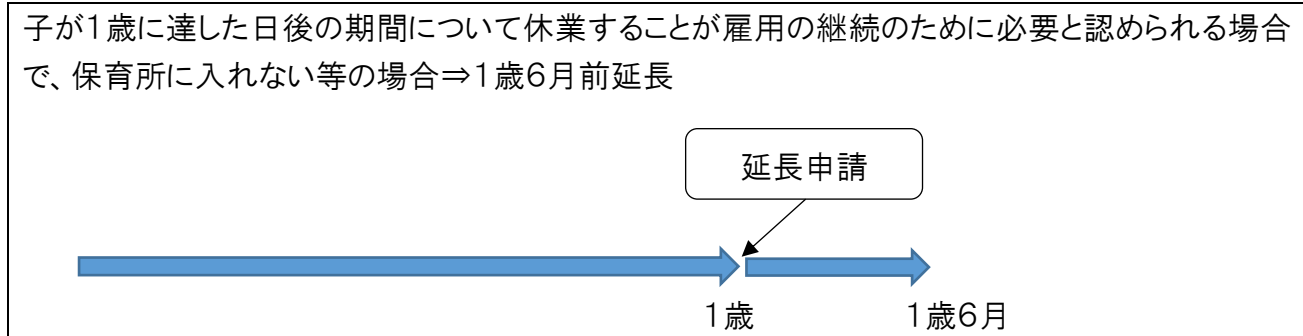 子が1歳に達した日後の期間について休業することが雇用の継続のために必要と認められる場合
で、保育所に入れない等の場合⇒1歳6月前延長
延長申請
1歳
1歳6月